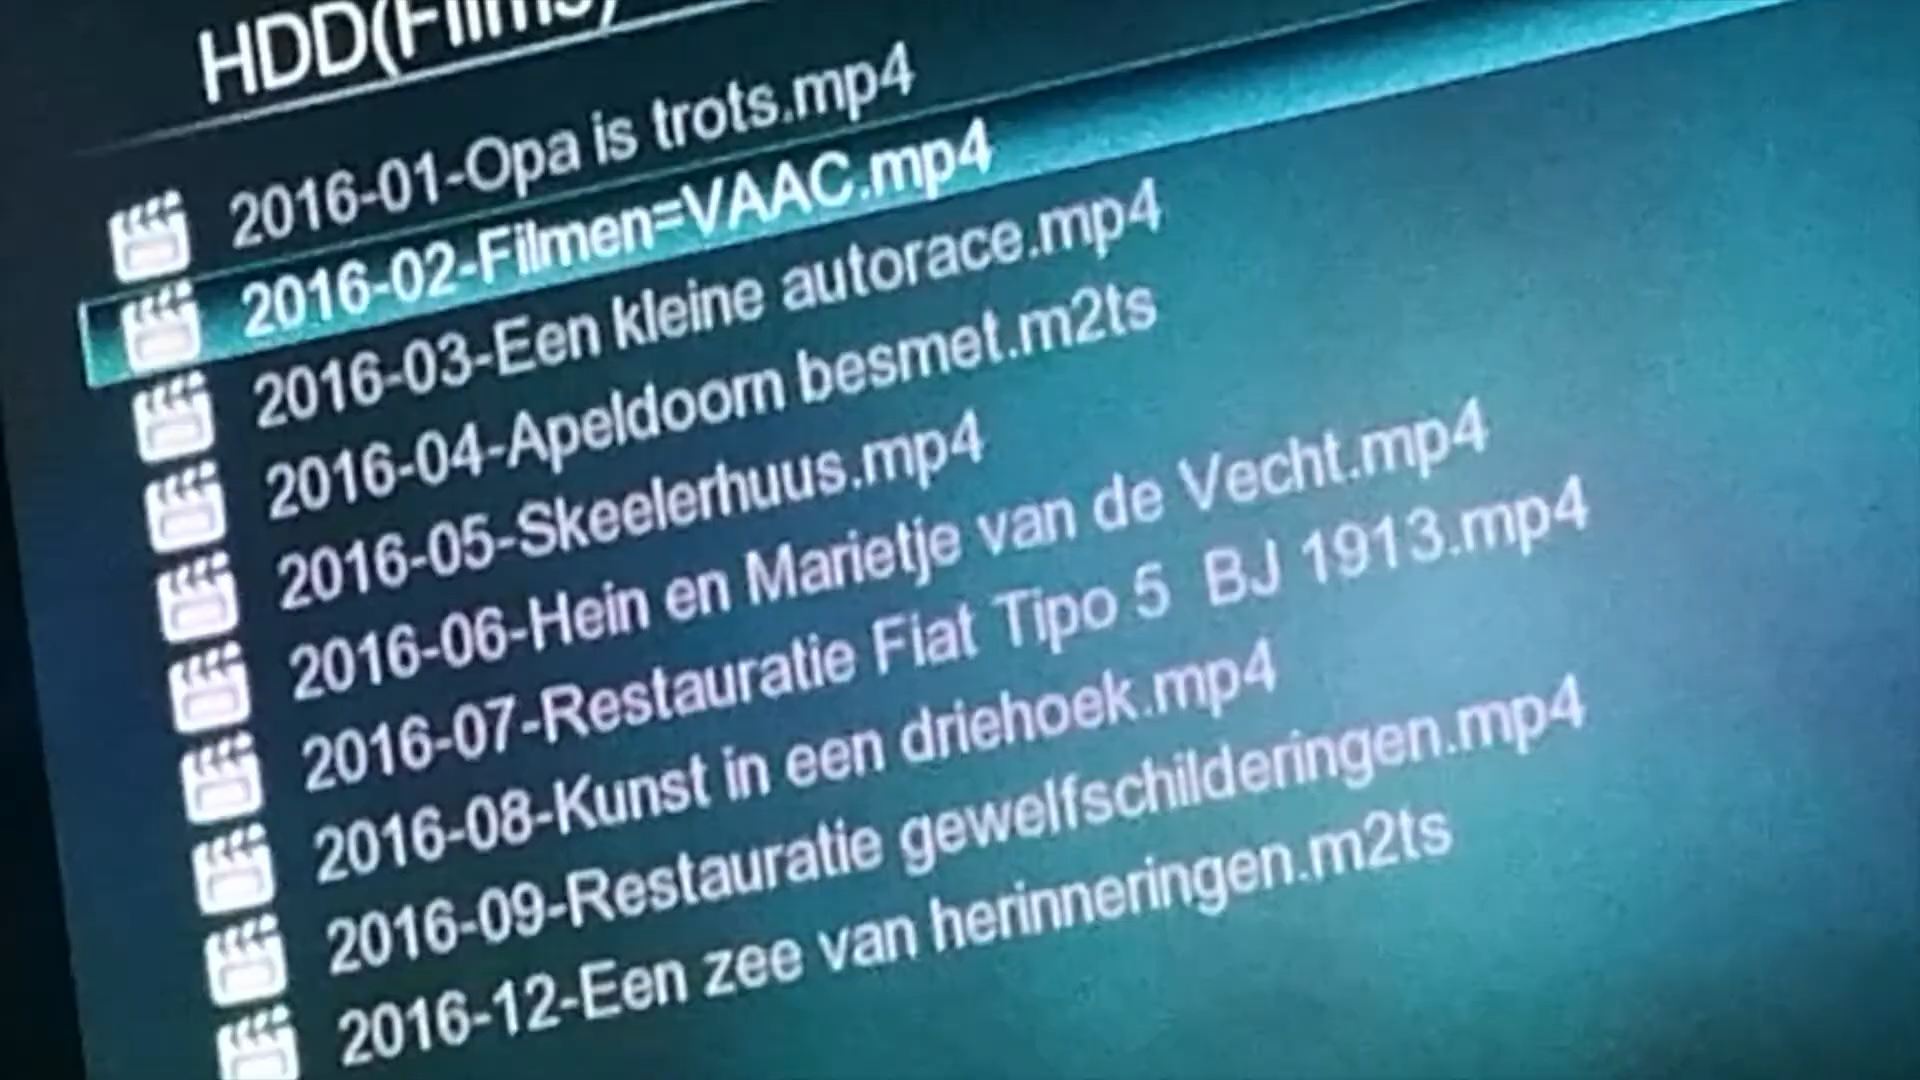 HDD(Films)
2016-01-Opa is trots.mp4
2016-02-Filmen=VAAC.mp4
2016-03-Een kleine autorace.mp4
2016-04-Apeldoorn besmet.m2ts
2016-05-Skeelerhuus.mp4
2016-06-Hein en Marietje van de Vecht.mp4
2016-07-Restauratie Fiat Tipo 5  BJ 1913.mp4
2016-08-Kunst in een driehoek.mp4
2016-09-Restauratie gewelfschilderingen.mp4
2016-12-Een zee van herinneringen.m2ts